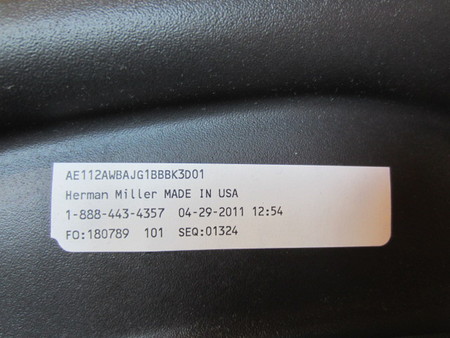 AE112AWBAJG1BBBK3D01
Herman Miller MADE IN USA
1-888-443-4357  04-29-2011 12:54
FO:180789  101  SEQ:01324